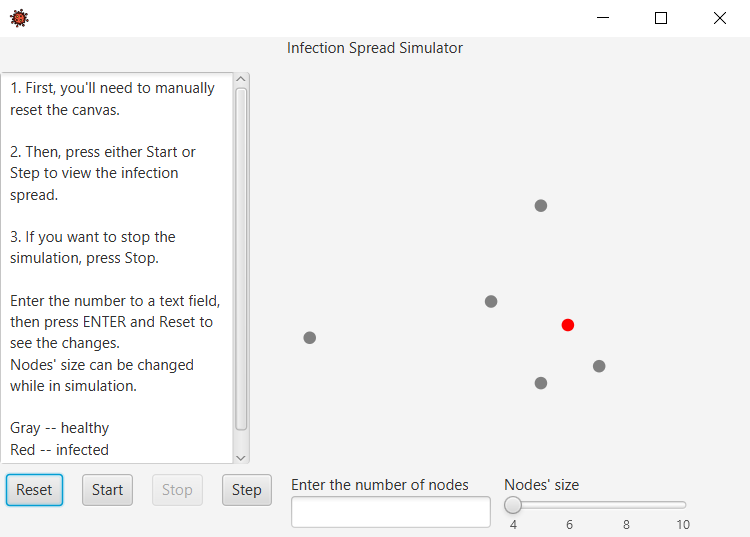 Infection Spread Simulator
1. First, you'll need to manually
reset the canvas.
2. Then, press either Start or
Step to view the infection
spread.
3. If you want to stop the
simulation, press Stop.
Enter the number to a text field,
then press ENTER and Reset to
see the changes.
Nodes' size can be changed
while in simulation.
Gray -- healthy
Red -- infected
Reset Start Stop Step
Enter the number of nodes
Nodes' size
4 6 8 10